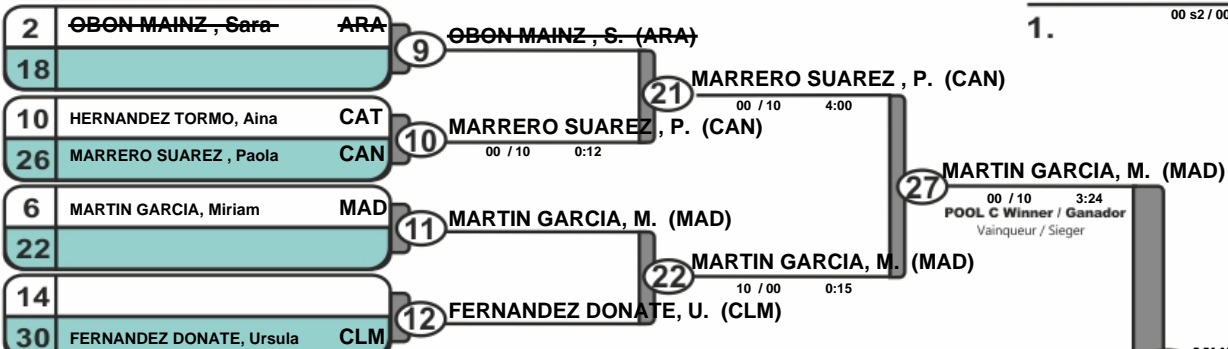 2 OBON MAINZ , Sara ARA
18
9 OBON MAINZ , S. (ARA)
10 HERNANDEZ TORMO, Aina CAT
26 MARRERO SUAREZ , Paola CAN
10 MARRERO SUAREZ , P. (CAN)
00 / 10 0:12
21 MARRERO SUAREZ , P. (CAN)
00 / 10 4:00
6 MARTIN GARCIA, Miriam MAD
22
11 MARTIN GARCIA, M. (MAD)
14
30 FERNANDEZ DONATE, Ursula CLM
12 FERNANDEZ DONATE, U. (CLM)
22 MARTIN GARCIA, M. (MAD)
10 / 00 0:15
27 MARTIN GARCIA, M. (MAD)
00 / 10 3:24
POOL C Winner / Ganador
Vainqueur / Sieger
00 s2 / 00
1.